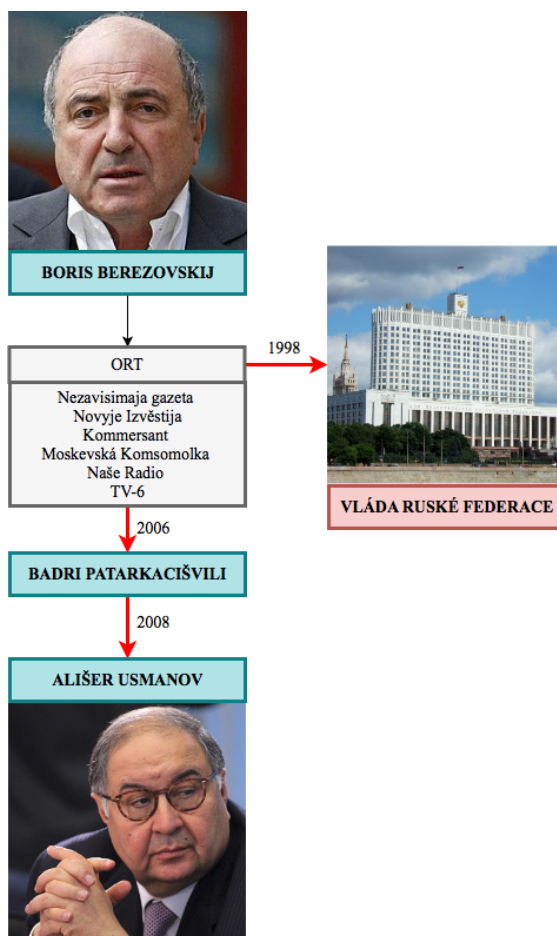 BORIS BEREZOVSKIJ
ORT
1998
Nezavisimaja gazeta
Novyje Izvěstija
Kommersant
Moskevská Komsomolka
Naše Radio
TV-6
VLÁDA RUSKÉ FEDERACE
2006
BADRI PATARKACIŠVILI
2008
ALIŠER USMANOV